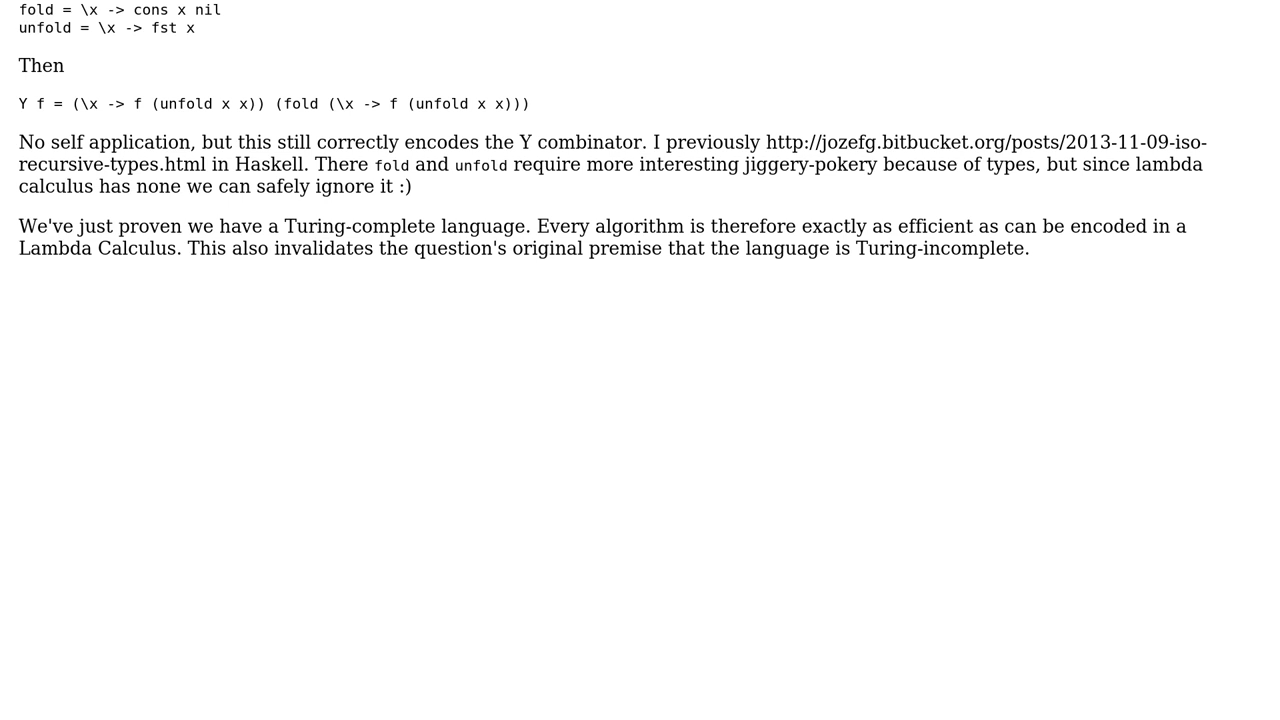 fold = \x -> cons x nil
unfold = \x -> fst x
Then
Y f = (\x -> f (unfold x x)) (fold (\x -> f (unfold x x)))
No self application, but this still correctly encodes the Y combinator. I previously http://jozefg.bitbucket.org/posts/2013-11-09-iso-
recursive-types.html in Haskell. There fold and unfold require more interesting jiggery-pokery because of types, but since lambda
calculus has none we can safely ignore it :)
We've just proven we have a Turing-complete language. Every algorithm is therefore exactly as efficient as can be encoded in a
Lambda Calculus. This also invalidates the question's original premise that the language is Turing-incomplete.